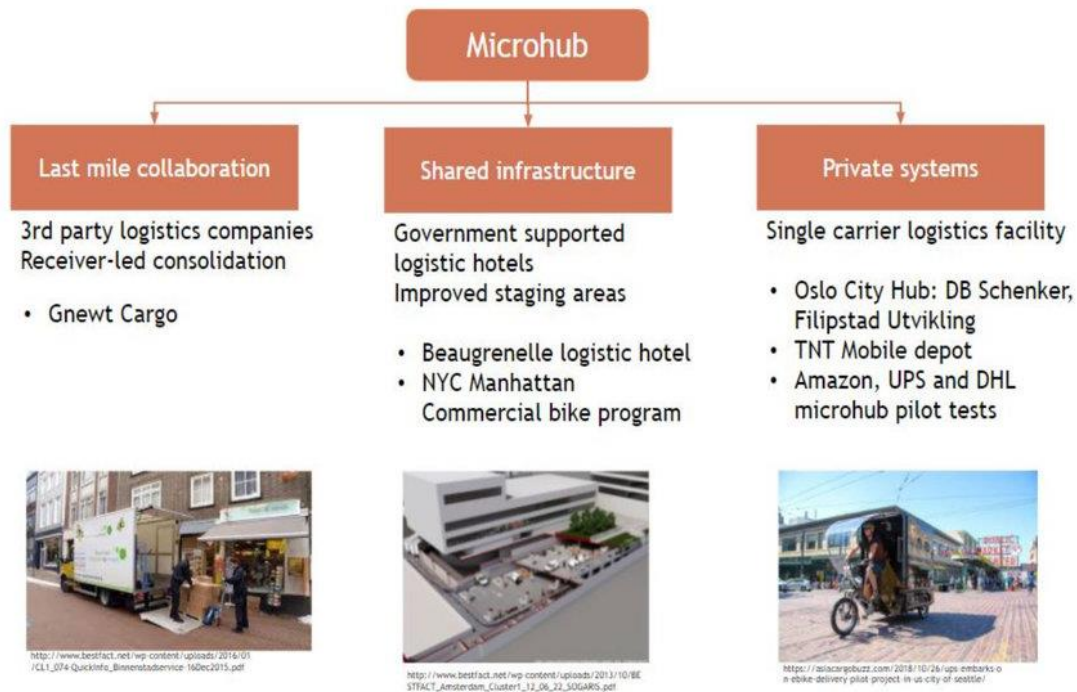 Microhub
Last mile collaboration
3rd party logistics companies
Receiver-led consolidation
• Gnewt Cargo
http://www.bestfact.net/wp-content/uploads/2016/01
/CL1_074-QuickInfo_Binnenstadservice-16Dec2015.pdf
Shared infrastructure
Government supported
logistic hotels
Improved staging areas
• Beaugrenelle logistic hotel
• NYC Manhattan
Commercial bike program
http://www.bestfact.net/wp-content/uploads/2013/10/BE
STFACT_Amsterdam_Cluster1_12_06_22_SOGARIS.pdf
Private systems
Single carrier logistics facility
• Oslo City Hub: DB Schenker,
Filipstad Utvikling
• TNT Mobile depot
• Amazon, UPS and DHL
microhub pilot tests
PUBLIC
MARKET
https://asiacargobuzz.com/2018/10/26/ups-embarks-o
n-ebike-delivery-pilot-project-in-us-city-of-seattle/